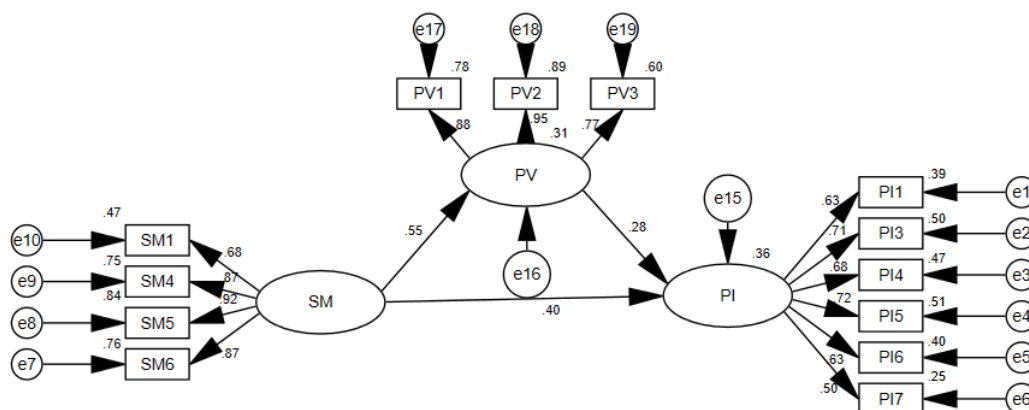 e17 e18 e19
.78 .89 .60
PV1 PV2 PV3
.88 .95 .77
.31
PV
e15
.39
PI1 e1
.63
.50
PI3 e2
.71
.47
PI4 e3
.68
.51
PI5 e4
.72
.40
PI6 e5
.63
.25
PI7 e6
.50
.36
PI
.28
.55
e16
.40
.47
e10 SM1
.68
.75
e9 SM4
.87
.84
e8 SM5
.92
.76
e7 SM6
.87
SM